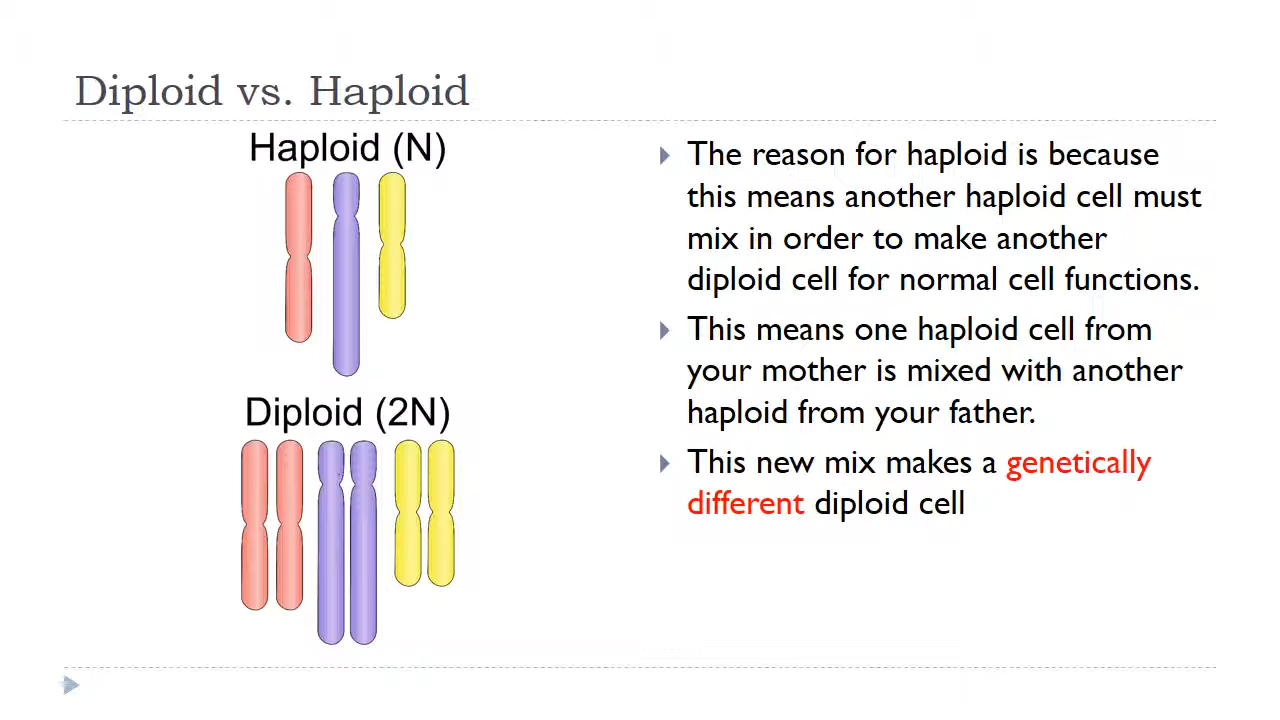 Diploid vs. Haploid
Haploid (N)
Diploid (2N)
The reason for haploid is because
this means another haploid cell must
mix in order to make another
diploid cell for normal cell functions.
This means one haploid cell from
your mother is mixed with another
haploid from your father.
This new mix makes a genetically
different diploid cell